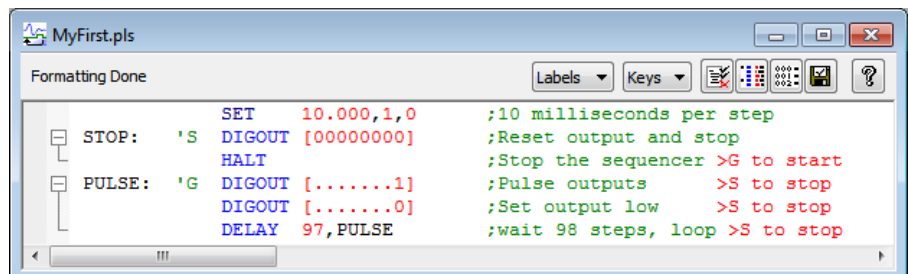 MyFirst.pls
Formatting Done Labels Keys
SET 10.000,1,0 ;10 milliseconds per step
STOP: 'S DIGOUT [00000000] ;Reset output and stop
HALT ;Stop the sequencer >G to start
PULSE: 'G DIGOUT [.......1] ;Pulse outputs >S to stop
DIGOUT [.......0] ;Set output low >S to stop
DELAY 97,PULSE ;wait 98 steps, loop >S to stop